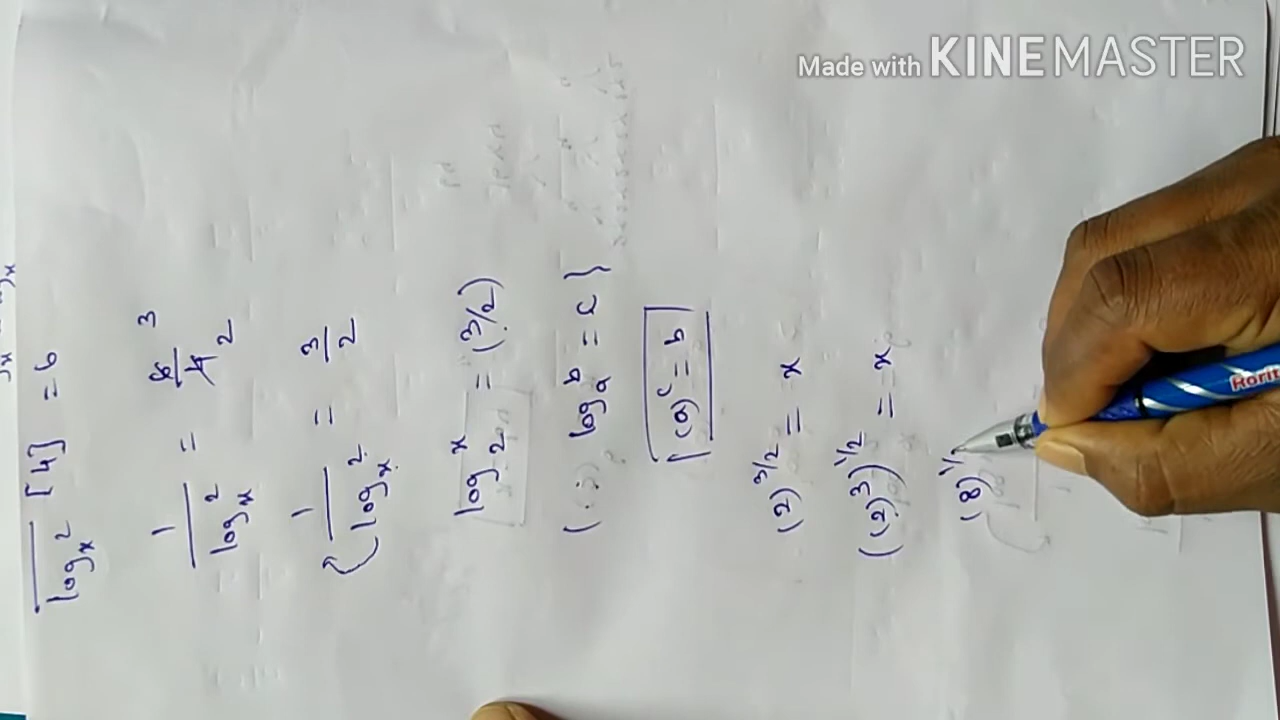 Made with KINEMASTER
1/log_x^2 [4] = 6
1/log_x^2 = 6/4 3 2
1/log_x^2 = 3/2
log_2^x = (3/2)
(∵ log_a^b = c)
(a)^c = b
(2)^3/2 = x
((2)^3)^1/2 = x
(8)^1/
Rorit